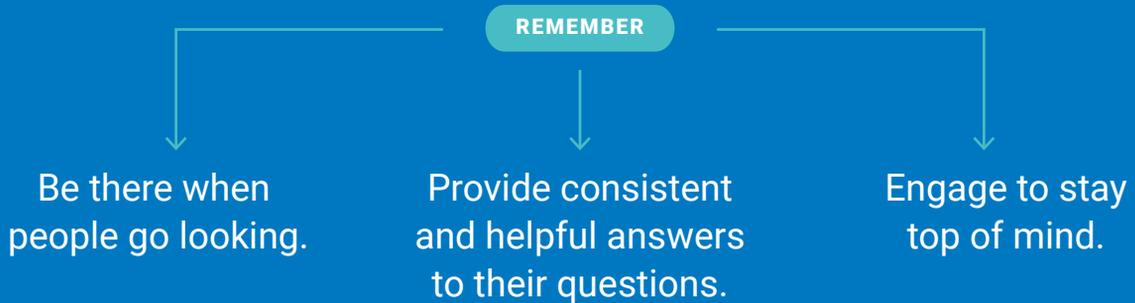 REMEMBER
Be there when
people go looking.
Provide consistent
and helpful answers
to their questions.
Engage to stay
top of mind.